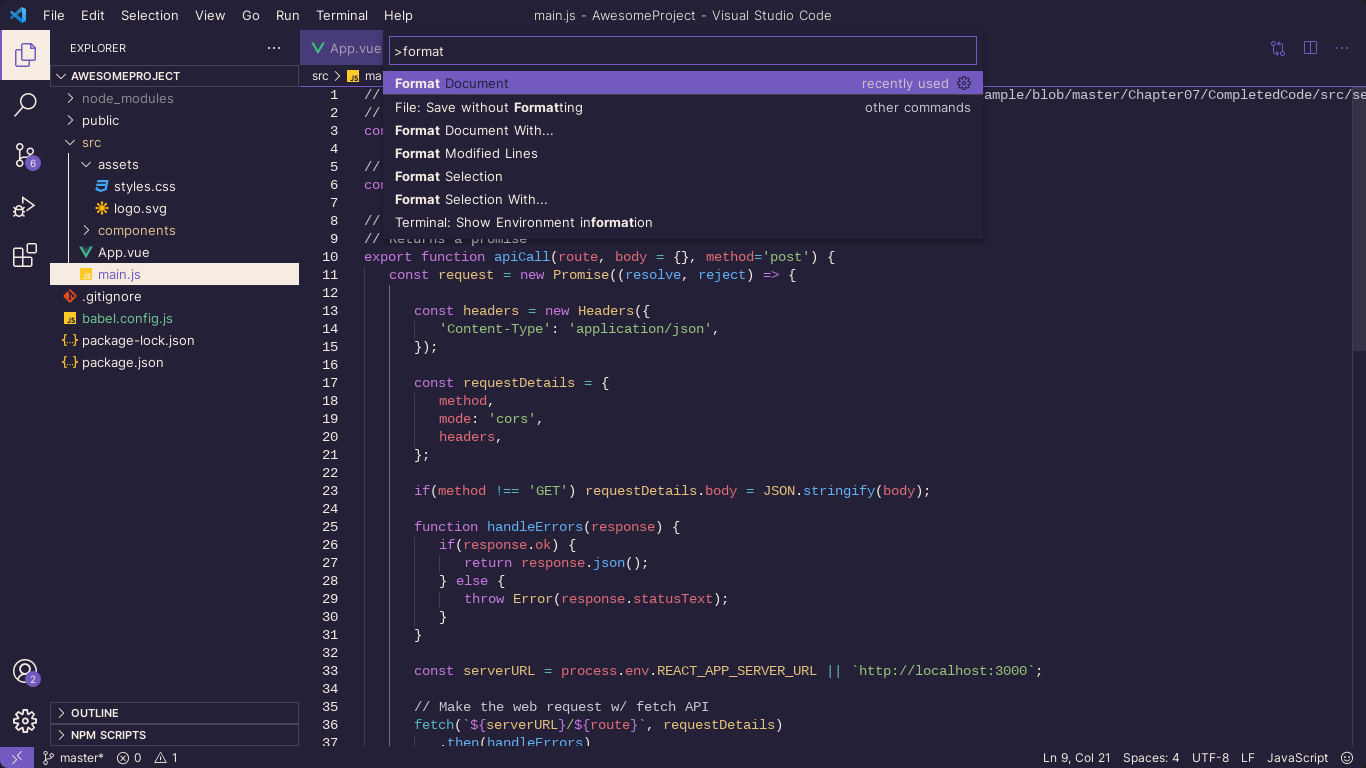 File Edit Selection View Go Run Terminal Help
main.js - AwesomeProject - Visual Studio Code
EXPLORER
AWESOMEPROJECT
node_modules
public
src
assets
styles.css
logo.svg
components
App.vue
main.js
.gitignore
babel.config.js
package-lock.json
package.json
OUTLINE
NPM SCRIPTS
6
2
App.vue
>format
Format Document recently used
File: Save without Formatting other commands
Format Document With...
Format Modified Lines
Format Selection
Format Selection With...
Terminal: Show Environment information
src > JS ma
1 // ample/blob/master/Chapter07/CompletedCode/src/se
2 //
3 con
4
5 //
6 con
7
8 //
9 // Returns a promise
10 export function apiCall(route, body = {}, method='post') {
11 const request = new Promise((resolve, reject) => {
12
13 const headers = new Headers({
14 'Content-Type': 'application/json',
15 });
16
17 const requestDetails = {
18 method,
19 mode: 'cors',
20 headers,
21 };
22
23 if(method !== 'GET') requestDetails.body = JSON.stringify(body);
24
25 function handleErrors(response) {
26 if(response.ok) {
27 return response.json();
28 } else {
29 throw Error(response.statusText);
30 }
31 }
32
33 const serverURL = process.env.REACT_APP_SERVER_URL || `http://localhost:3000`;
34
35 // Make the web request w/ fetch API
36 fetch(`${serverURL}/${route}`, requestDetails)
37 .then(handleErrors)
master* 0 1
Ln 9, Col 21 Spaces: 4 UTF-8 LF JavaScript